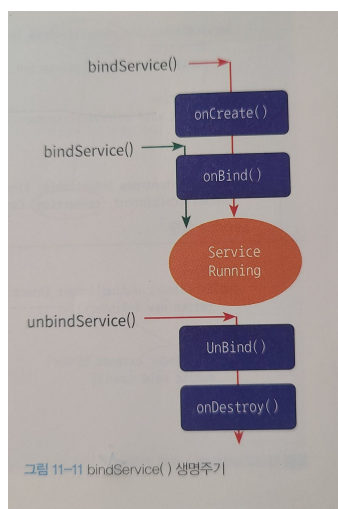 bindService()
onCreate()
bindService()
onBind()
Service
Running
unbindService()
UnBind()
onDestroy()
그림 11-11 bindService( ) 생명주기